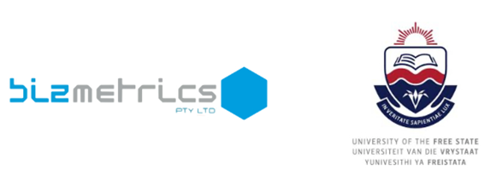 bizmetrics
PTY LTD
IN VERITATE SAPIENTIAE LUX
UNIVERSITY OF THE FREE STATE
UNIVERSITEIT VAN DIE VRYSTAAT
YUNIVESITHI YA FREISTATA